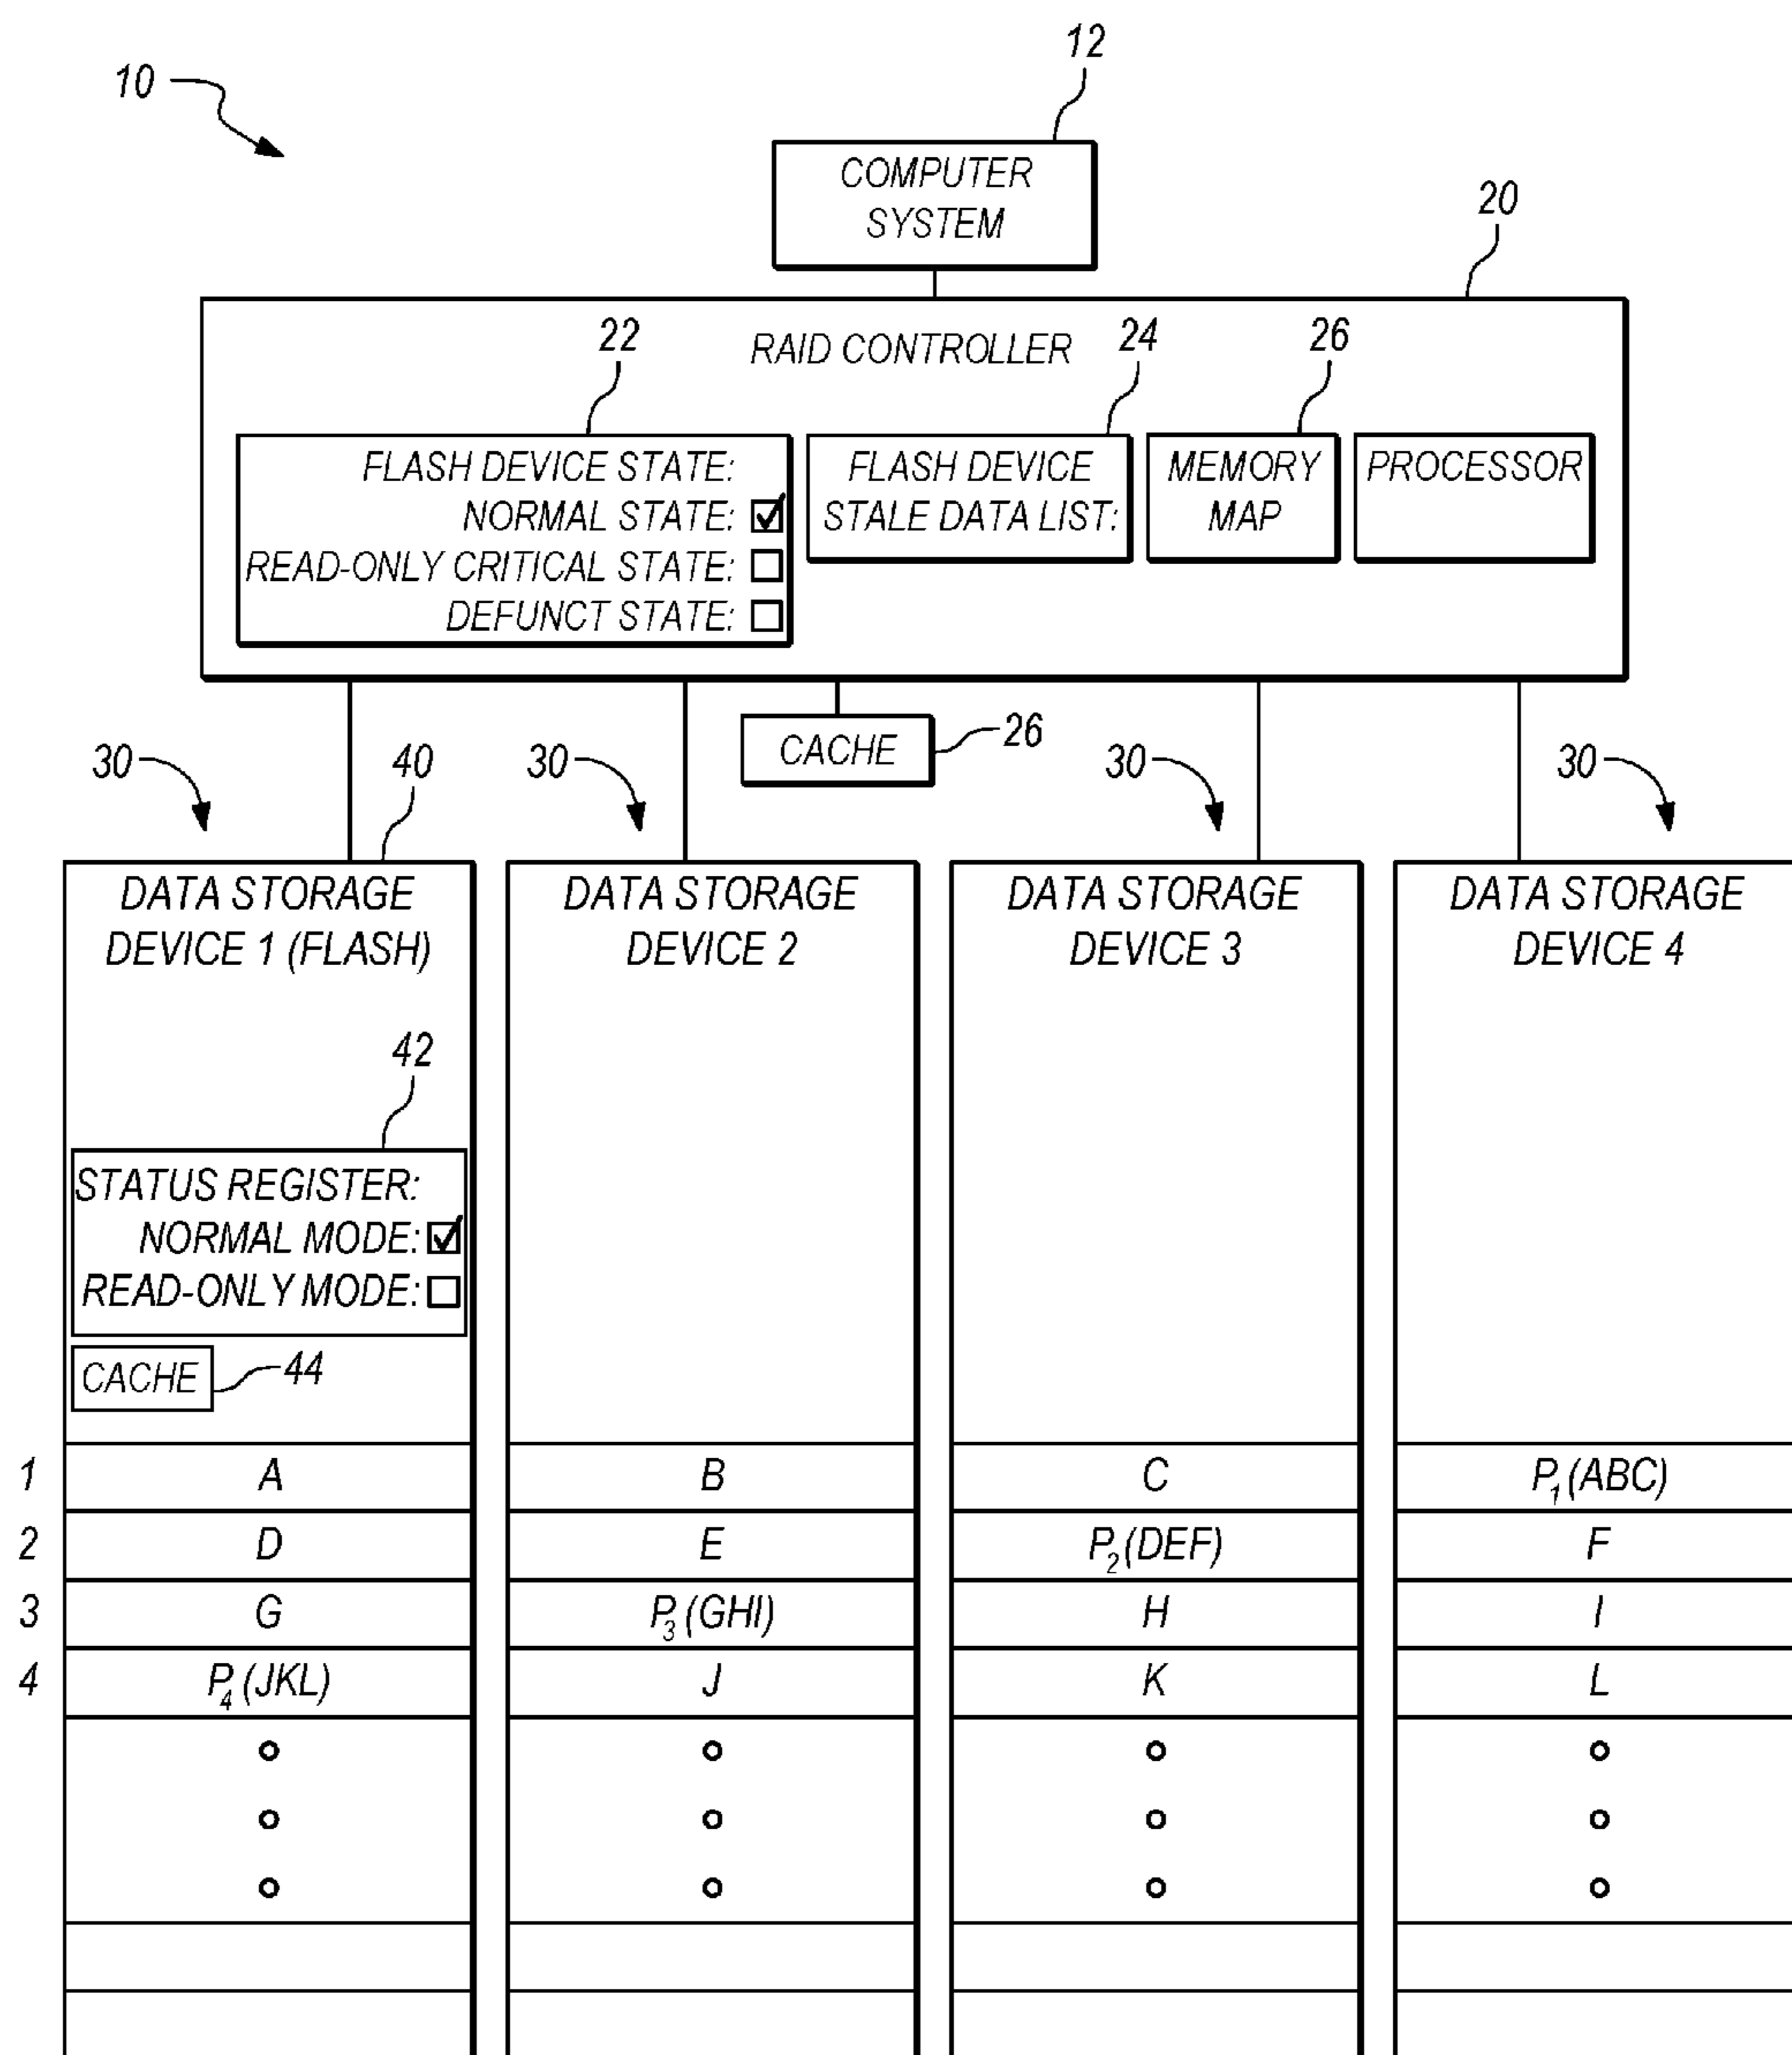 12
10
COMPUTER
SYSTEM
20
22
RAID CONTROLLER
24
26
FLASH DEVICE STATE:
NORMAL STATE:
READ-ONLY CRITICAL STATE:
DEFUNCT STATE:
FLASH DEVICE
STALE DATA LIST:
MEMORY
MAP
PROCESSOR
CACHE
26
30
40
30
30
30
DATA STORAGE
DEVICE 1 (FLASH)
DATA STORAGE
DEVICE 2
DATA STORAGE
DEVICE 3
DATA STORAGE
DEVICE 4
42
STATUS REGISTER:
NORMAL MODE:
READ-ONLY MODE:
CACHE
44
1 A B C P1(ABC)
2 D E P2(DEF) F
3 G P3(GHI) H I
4 P4(JKL) J K L